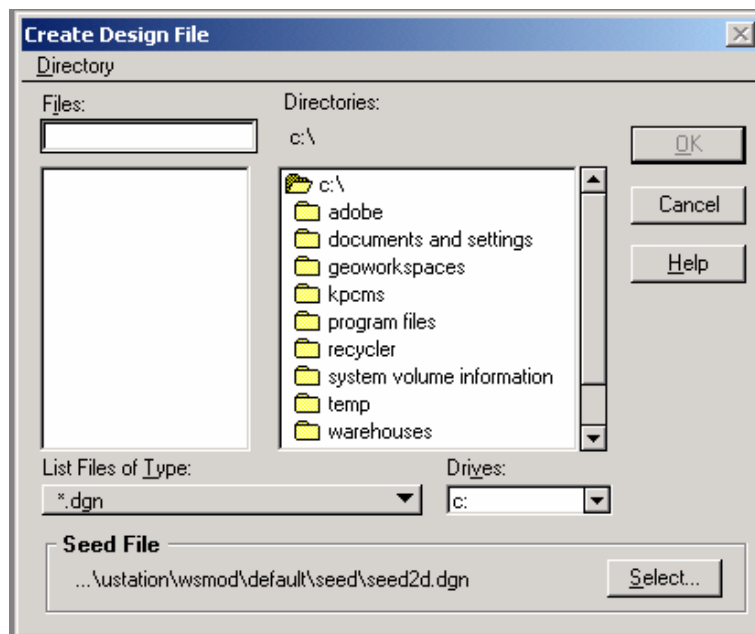 Create Design File
Directory
Files:
Directories:
c:\
OK
c:\
adobe
Cancel
documents and settings
geoworkspaces
Help
kpcms
program files
recycler
system volume information
temp
warehouses
List Files of Type:
Drives:
*.dgn
c:
Seed File
...\ustation\wsmod\default\seed\seed2d.dgn
Select...